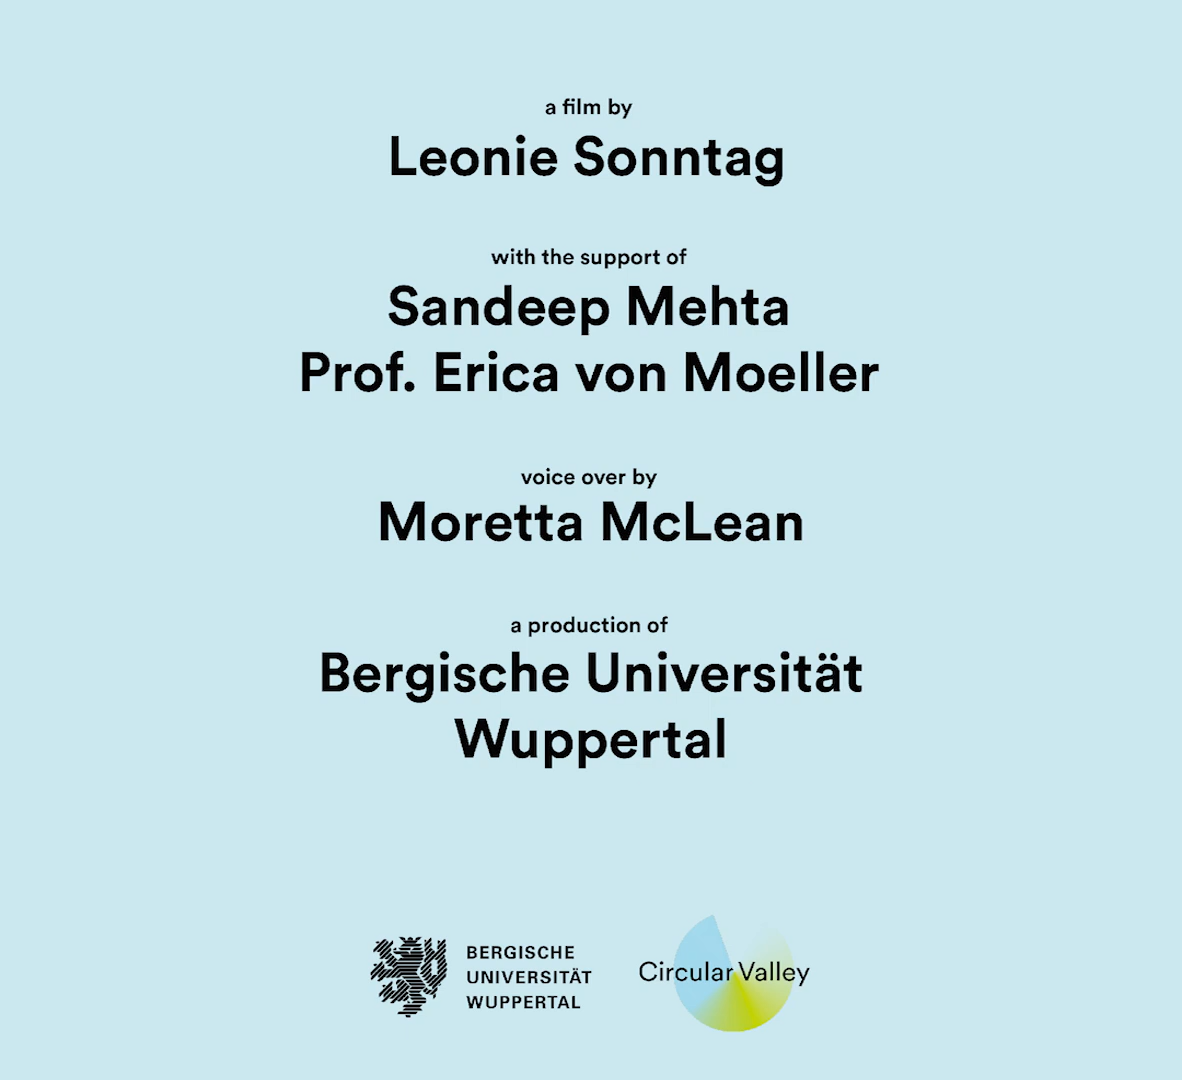 a film by
Leonie Sonntag
with the support of
Sandeep Mehta
Prof. Erica von Moeller
voice over by
Moretta McLean
a production of
Bergische Universität
Wuppertal
BERGISCHE
UNIVERSITÄT
WUPPERTAL
Circular Valley